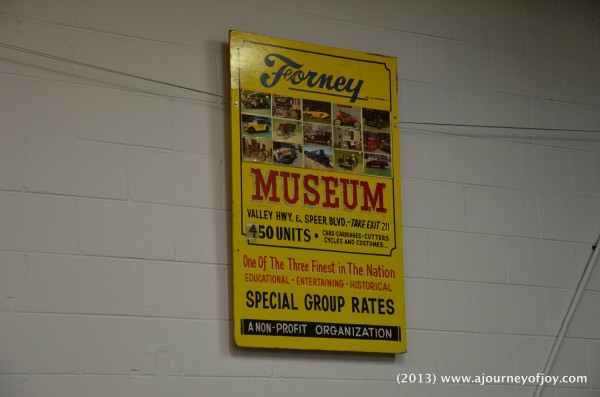 Forney
MUSEUM
VALLEY HWY. & SPEER BLVD.-TAKE EXIT 211
450 UNITS • CARS-CARRIAGES-CUTTERS
CYCLES AND COSTUMES...
One Of The Three Finest in The Nation
EDUCATIONAL - ENTERTAINING - HISTORICAL
SPECIAL GROUP RATES
A NON-PROFIT ORGANIZATION
(2013) www.ajourneyofjoy.com